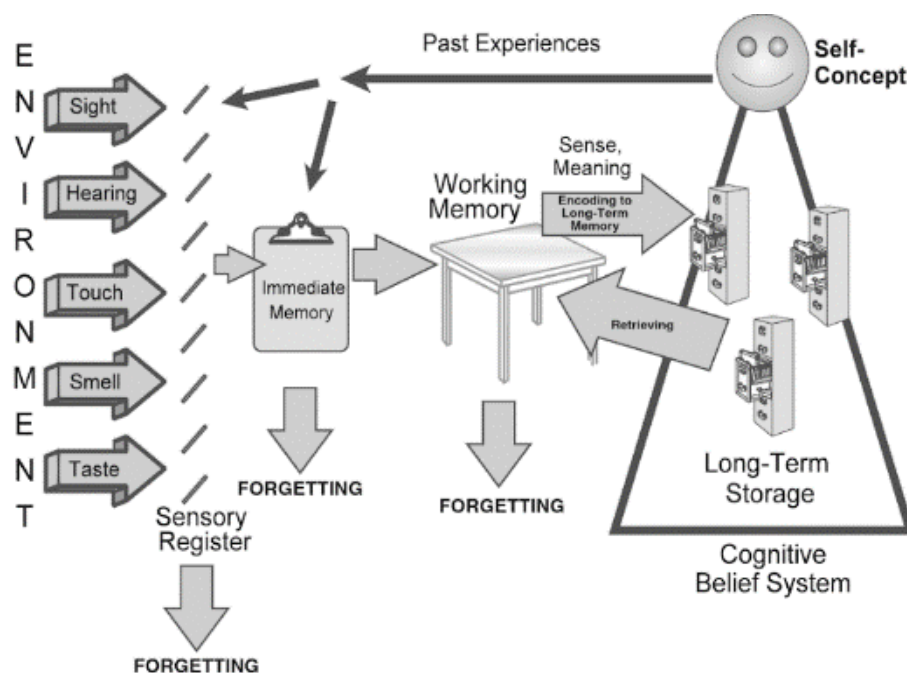 ENVIRONMENT
Sight
Hearing
Touch
Smell
Taste
Sensory
Register
FORGETTING
Past Experiences
Immediate
Memory
FORGETTING
Working
Memory
FORGETTING
Sense,
Meaning
Encoding to
Long-Term
Memory
Retrieving
Self-
Concept
Long-Term
Storage
Cognitive
Belief System